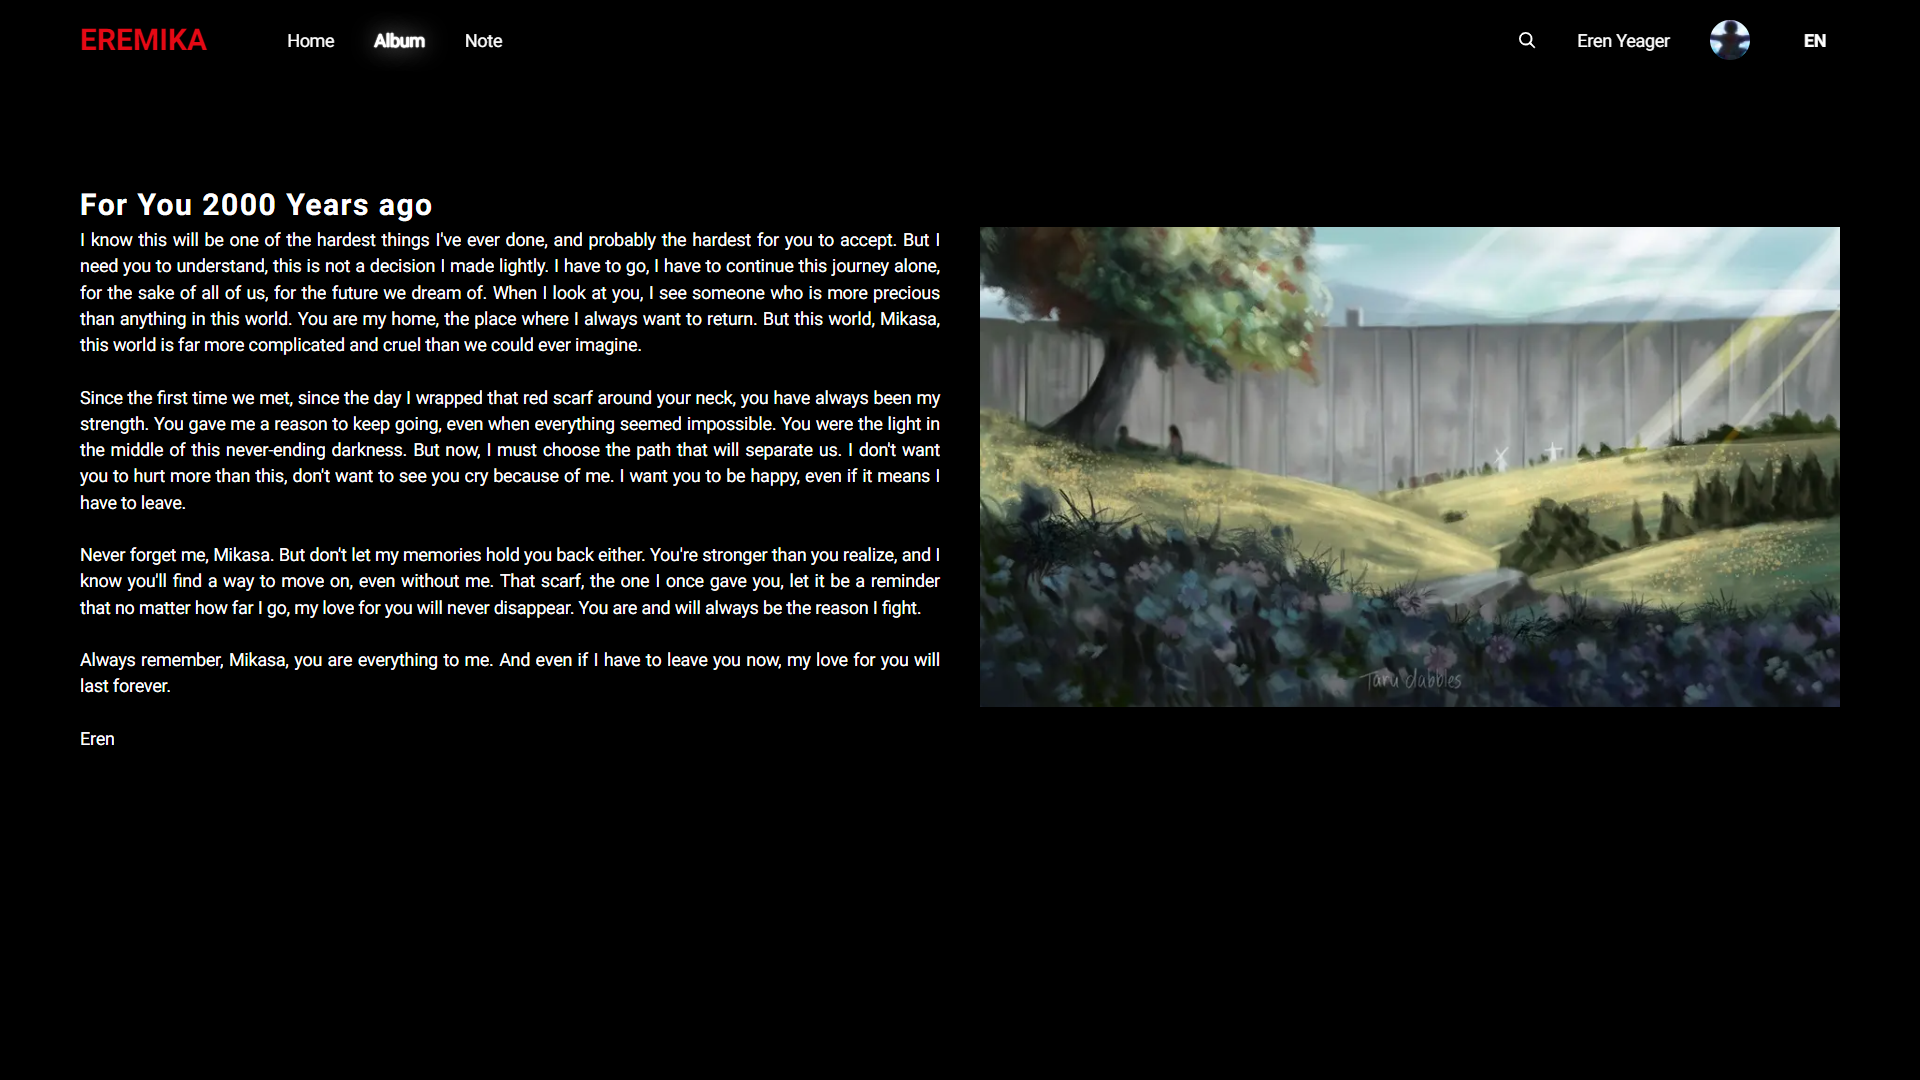 EREMIKA
Home
Album
Note
Eren Yeager
EN
For You 2000 Years ago
I know this will be one of the hardest things I've ever done, and probably the hardest for you to accept. But I
need you to understand, this is not a decision I made lightly. I have to go, I have to continue this journey alone,
for the sake of all of us, for the future we dream of. When I look at you, I see someone who is more precious
than anything in this world. You are my home, the place where I always want to return. But this world, Mikasa,
this world is far more complicated and cruel than we could ever imagine.
Since the first time we met, since the day I wrapped that red scarf around your neck, you have always been my
strength. You gave me a reason to keep going, even when everything seemed impossible. You were the light in
the middle of this never-ending darkness. But now, I must choose the path that will separate us. I don't want
you to hurt more than this, don't want to see you cry because of me. I want you to be happy, even if it means I
have to leave.
Never forget me, Mikasa. But don't let my memories hold you back either. You're stronger than you realize, and I
know you'll find a way to move on, even without me. That scarf, the one I once gave you, let it be a reminder
that no matter how far I go, my love for you will never disappear. You are and will always be the reason I fight.
Always remember, Mikasa, you are everything to me. And even if I have to leave you now, my love for you will
last forever.
Eren
Taru dabbles